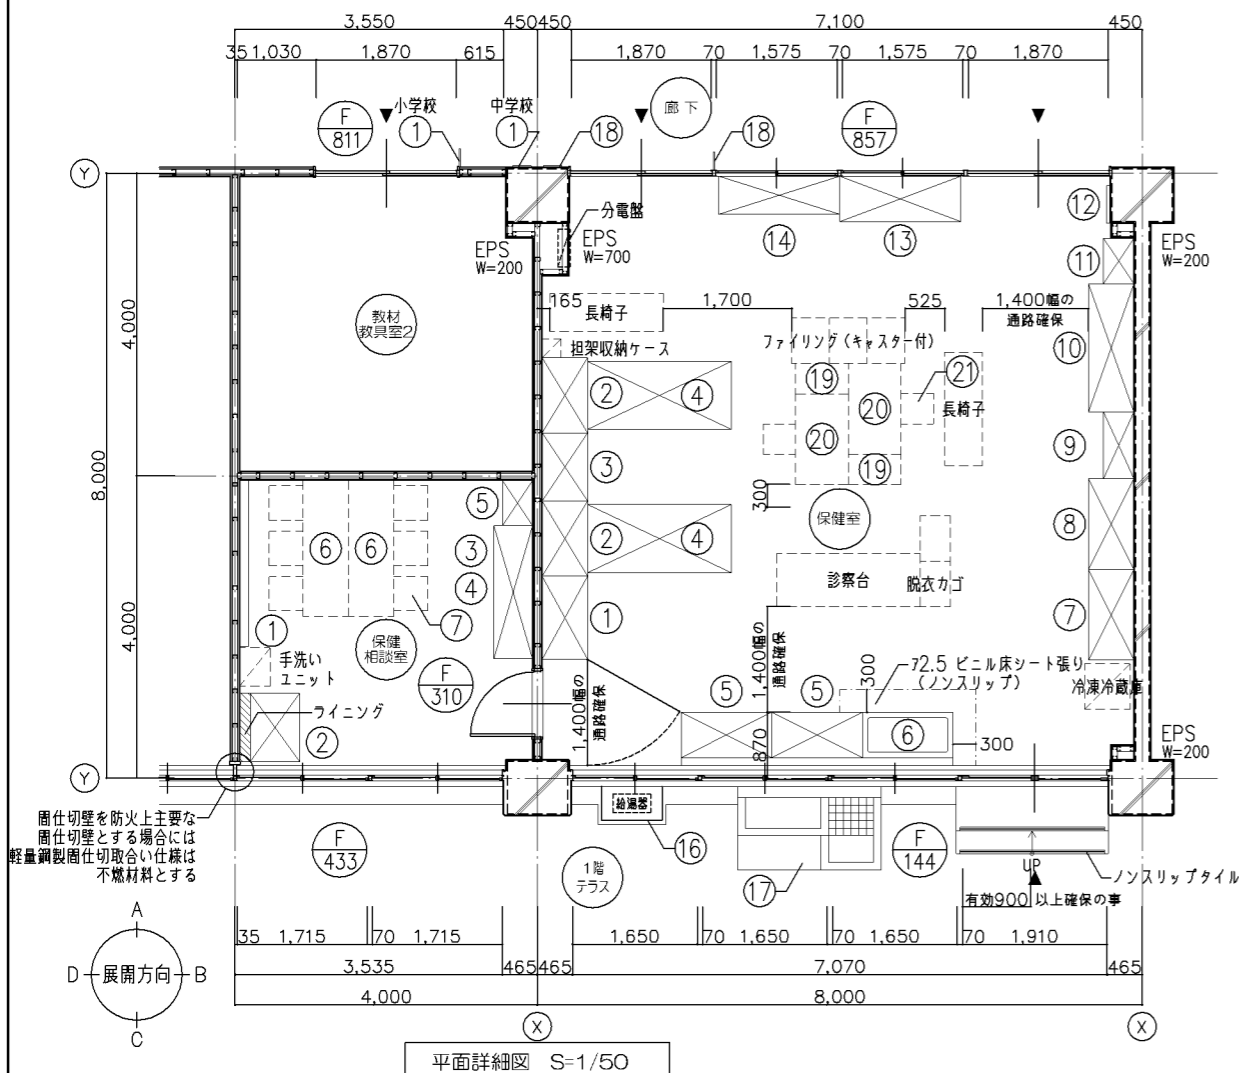 3,550
450
450
7,100
450
35
1,030
1,870
615
1,870
70
1,575
70
1,575
70
1,870
小学校
中学校
廊下
F
811
1
1
18
18
F
857
Y
分電盤
EPS
W=200
EPS
W=700
14
13
12
11
EPS
W=200
165
長椅子
1,700
525
1,400幅の
通路確保
教材
教具室2
担架収納ケース
ファイリング(キャスター付)
10
4,000
8,000
2
4
19
20
21
長椅子
20
19
3
9
300
5
保健室
6
6
3
2
4
8
4
診察台
脱衣カゴ
7
1
1
7
保健
相談室
手洗い
ユニット
F
310
1,400幅の
通路確保
300
ア2.5 ビニル床シート張り
(ノンスリップ)
冷凍冷蔵庫
4,000
ライニング
2
1,400幅の
通路確保
5
5
870
6
300
EPS
W=200
Y
間仕切壁を防火上主要な
間仕切壁とする場合には
軽量鋼製間仕切取合い仕様は
不燃材料とする
給湯器
F
433
16
F
144
1階
テラス
17
UP
ノンスリップタイル
有効900 以上確保の事
A
D
展開方向
B
C
35
1,715
70
1,715
1,650
70
1,650
70
1,650
70
1,910
3,535
465
465
7,070
465
4,000
8,000
X
X
平面詳細図 S=1/50